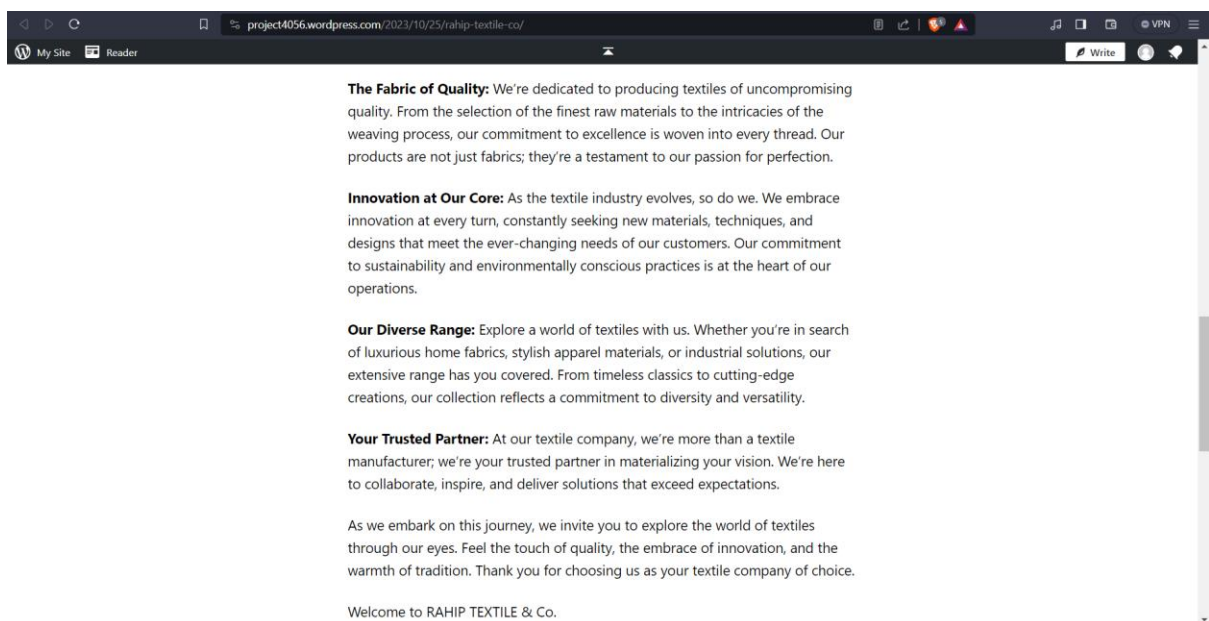 project4056.wordpress.com/2023/10/25/rahip-textile-co/
VPN
My Site
Reader
Write
The Fabric of Quality: We're dedicated to producing textiles of uncompromising
quality. From the selection of the finest raw materials to the intricacies of the
weaving process, our commitment to excellence is woven into every thread. Our
products are not just fabrics; they're a testament to our passion for perfection.
Innovation at Our Core: As the textile industry evolves, so do we. We embrace
innovation at every turn, constantly seeking new materials, techniques, and
designs that meet the ever-changing needs of our customers. Our commitment
to sustainability and environmentally conscious practices is at the heart of our
operations.
Our Diverse Range: Explore a world of textiles with us. Whether you're in search
of luxurious home fabrics, stylish apparel materials, or industrial solutions, our
extensive range has you covered. From timeless classics to cutting-edge
creations, our collection reflects a commitment to diversity and versatility.
Your Trusted Partner: At our textile company, we're more than a textile
manufacturer; we're your trusted partner in materializing your vision. We're here
to collaborate, inspire, and deliver solutions that exceed expectations.
As we embark on this journey, we invite you to explore the world of textiles
through our eyes. Feel the touch of quality, the embrace of innovation, and the
warmth of tradition. Thank you for choosing us as your textile company of choice.
Welcome to RAHIP TEXTILE & Co.